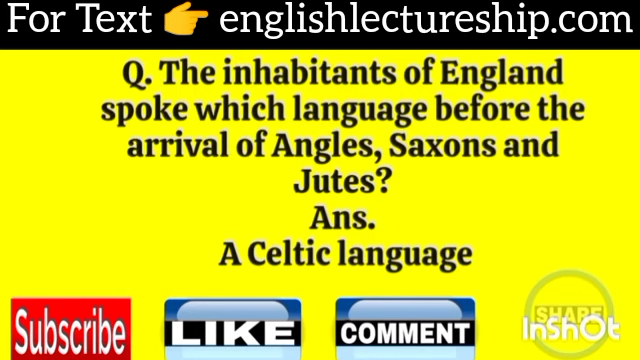 For Text 👉 englishlectureship.com
Q. The inhabitants of England
spoke which language before the
arrival of Angles, Saxons and
Jutes?
Ans.
A Celtic language
Subscribe
LIKE
COMMENT
SHARE
InShOt